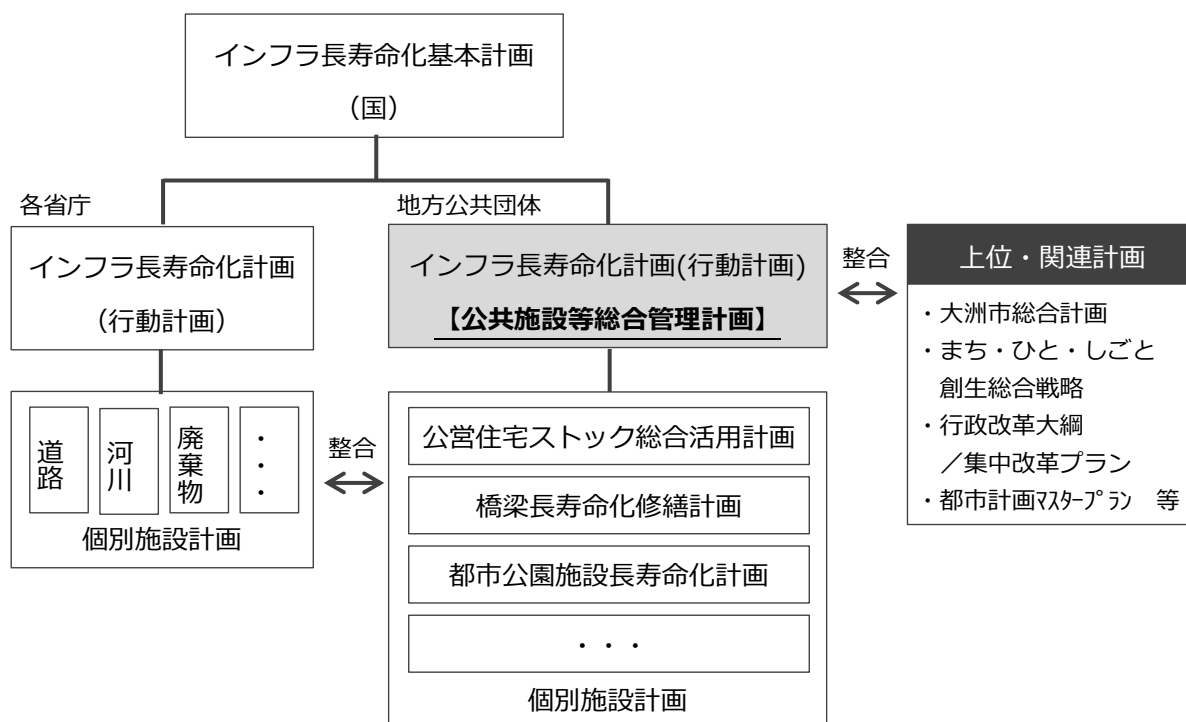 インフラ長寿命化基本計画
（国）
各省庁
地方公共団体
インフラ長寿命化計画
（行動計画）
インフラ長寿命化計画(行動計画)
【公共施設等総合管理計画】
整合
上位・関連計画
・大洲市総合計画
・まち・ひと・しごと
創生総合戦略
・行政改革大綱
／集中改革プラン
・都市計画ﾏｽﾀｰﾌﾟﾗﾝ　等
道路
河川
廃棄物
・・・
個別施設計画
整合
公営住宅ストック総合活用計画
橋梁長寿命化修繕計画
都市公園施設長寿命化計画
・・・
個別施設計画